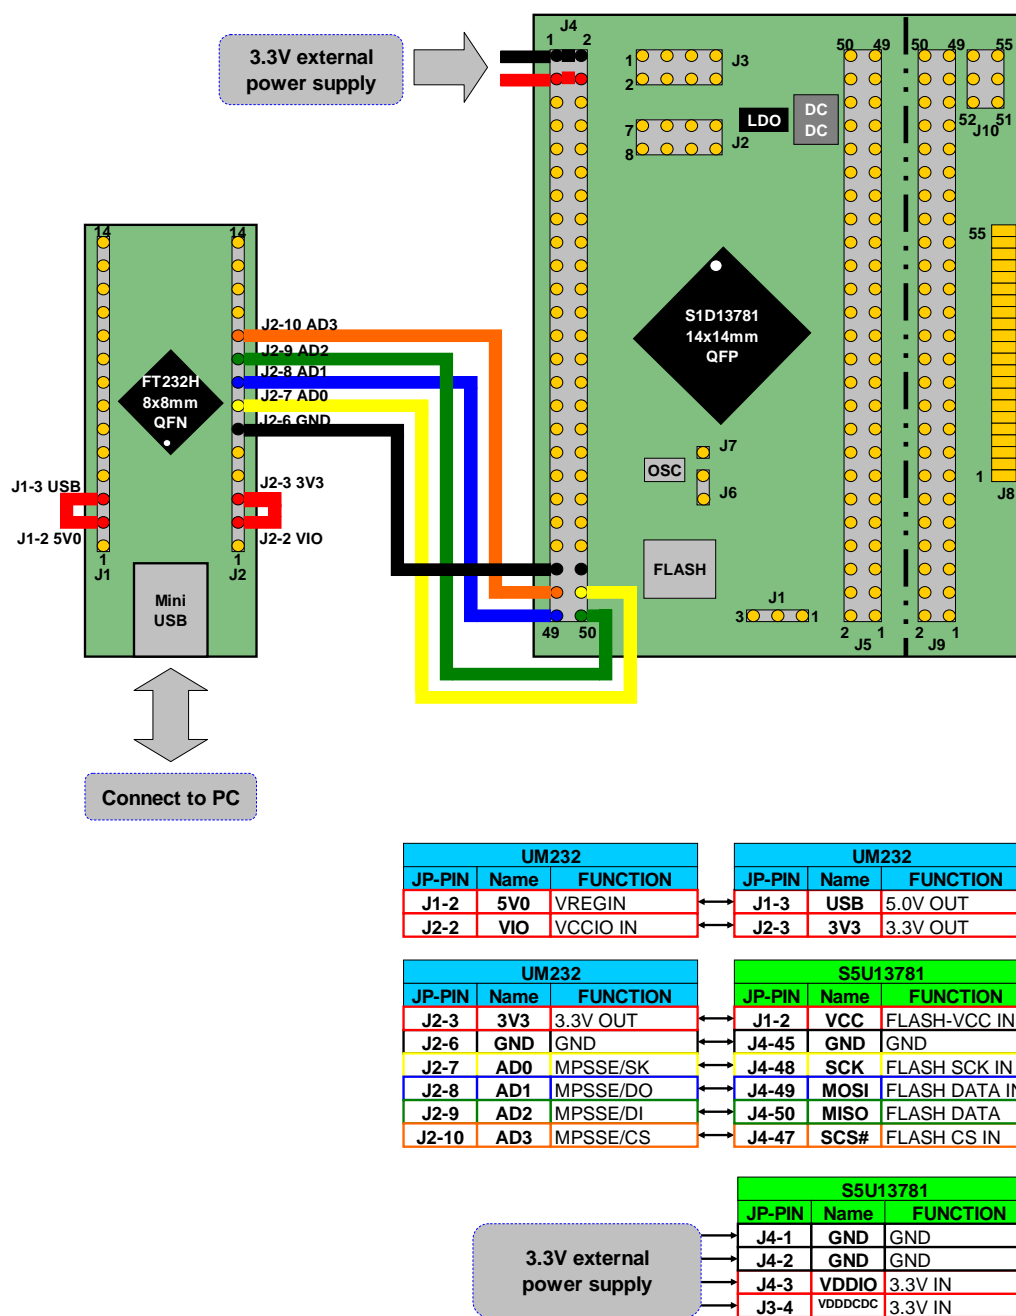 3.3V external
power supply
J4
1 2
1
2
J3
7
8
J2
LDO
DC
DC
50 49
50 49
55
52 51
J10
55
1
J8
S1D13781
14x14mm
QFP
J7
OSC
J6
FLASH
J1
3 1
49 50
2 1
J5
2 1
J9
14
14
J2-10 AD3
J2-9 AD2
J2-8 AD1
J2-7 AD0
J2-6 GND
FT232H
8x8mm
QFN
J1-3 USB
J1-2 5V0
J2-3 3V3
J2-2 VIO
1
J1
1
J2
Mini
USB
Connect to PC
UM232 UM232
JP-PIN Name FUNCTION JP-PIN Name FUNCTION
J1-2 5V0 VREGIN J1-3 USB 5.0V OUT
J2-2 VIO VCCIO IN J2-3 3V3 3.3V OUT
UM232 S5U13781
JP-PIN Name FUNCTION JP-PIN Name FUNCTION
J2-3 3V3 3.3V OUT J1-2 VCC FLASH-VCC IN
J2-6 GND GND J4-45 GND GND
J2-7 AD0 MPSSE/SK J4-48 SCK FLASH SCK IN
J2-8 AD1 MPSSE/DO J4-49 MOSI FLASH DATA IN
J2-9 AD2 MPSSE/DI J4-50 MISO FLASH DATA
J2-10 AD3 MPSSE/CS J4-47 SCS# FLASH CS IN
S5U13781
JP-PIN Name FUNCTION
J4-1 GND GND
J4-2 GND GND
J4-3 VDDIO 3.3V IN
J3-4 VDDDCDC 3.3V IN
3.3V external
power supply